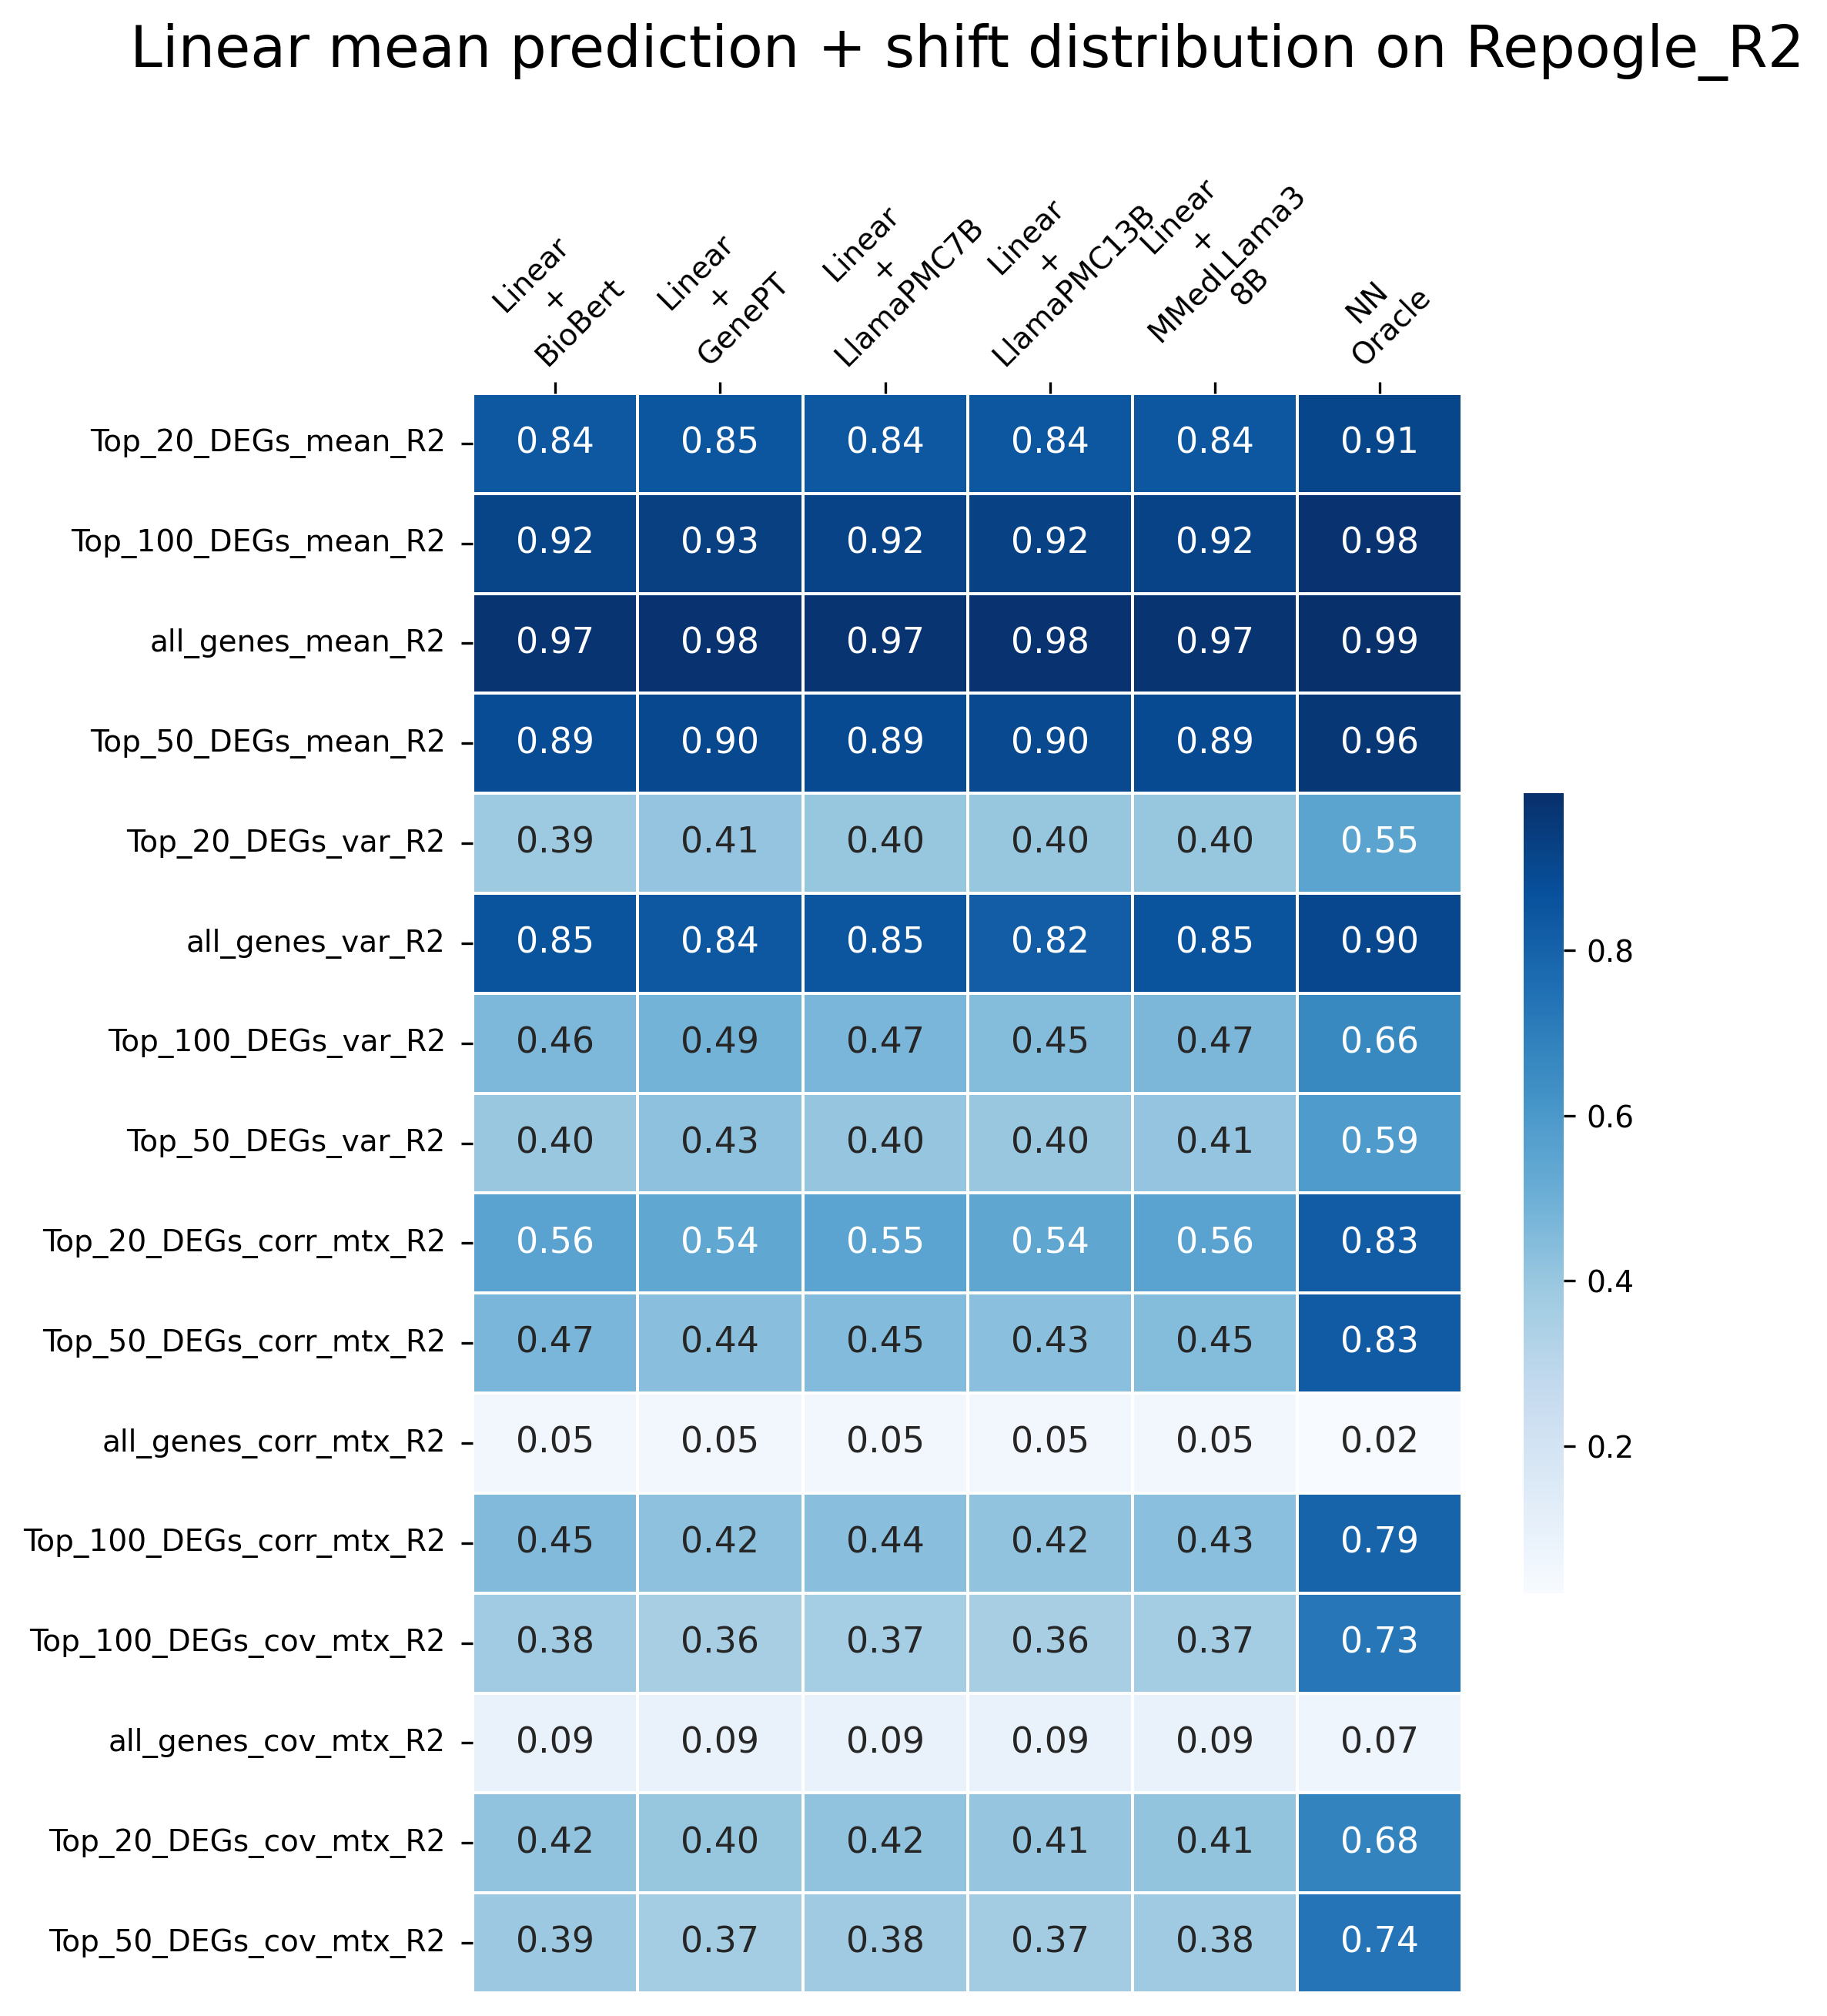 Linear mean prediction + shift distribution on Repogle_R2
Linear
+
BioBert
Linear
+
GenePT
Linear
+
LlamaPMC7B
Linear
+
LlamaPMC13B
Linear
+
MMedLLama3
8B
NN
Oracle
Top_20_DEGs_mean_R2 0.84 0.85 0.84 0.84 0.84 0.91
Top_100_DEGs_mean_R2 0.92 0.93 0.92 0.92 0.92 0.98
all_genes_mean_R2 0.97 0.98 0.97 0.98 0.97 0.99
Top_50_DEGs_mean_R2 0.89 0.90 0.89 0.90 0.89 0.96
Top_20_DEGs_var_R2 0.39 0.41 0.40 0.40 0.40 0.55
all_genes_var_R2 0.85 0.84 0.85 0.82 0.85 0.90
Top_100_DEGs_var_R2 0.46 0.49 0.47 0.45 0.47 0.66
Top_50_DEGs_var_R2 0.40 0.43 0.40 0.40 0.41 0.59
Top_20_DEGs_corr_mtx_R2 0.56 0.54 0.55 0.54 0.56 0.83
Top_50_DEGs_corr_mtx_R2 0.47 0.44 0.45 0.43 0.45 0.83
all_genes_corr_mtx_R2 0.05 0.05 0.05 0.05 0.05 0.02
Top_100_DEGs_corr_mtx_R2 0.45 0.42 0.44 0.42 0.43 0.79
Top_100_DEGs_cov_mtx_R2 0.38 0.36 0.37 0.36 0.37 0.73
all_genes_cov_mtx_R2 0.09 0.09 0.09 0.09 0.09 0.07
Top_20_DEGs_cov_mtx_R2 0.42 0.40 0.42 0.41 0.41 0.68
Top_50_DEGs_cov_mtx_R2 0.39 0.37 0.38 0.37 0.38 0.74
0.8
0.6
0.4
0.2